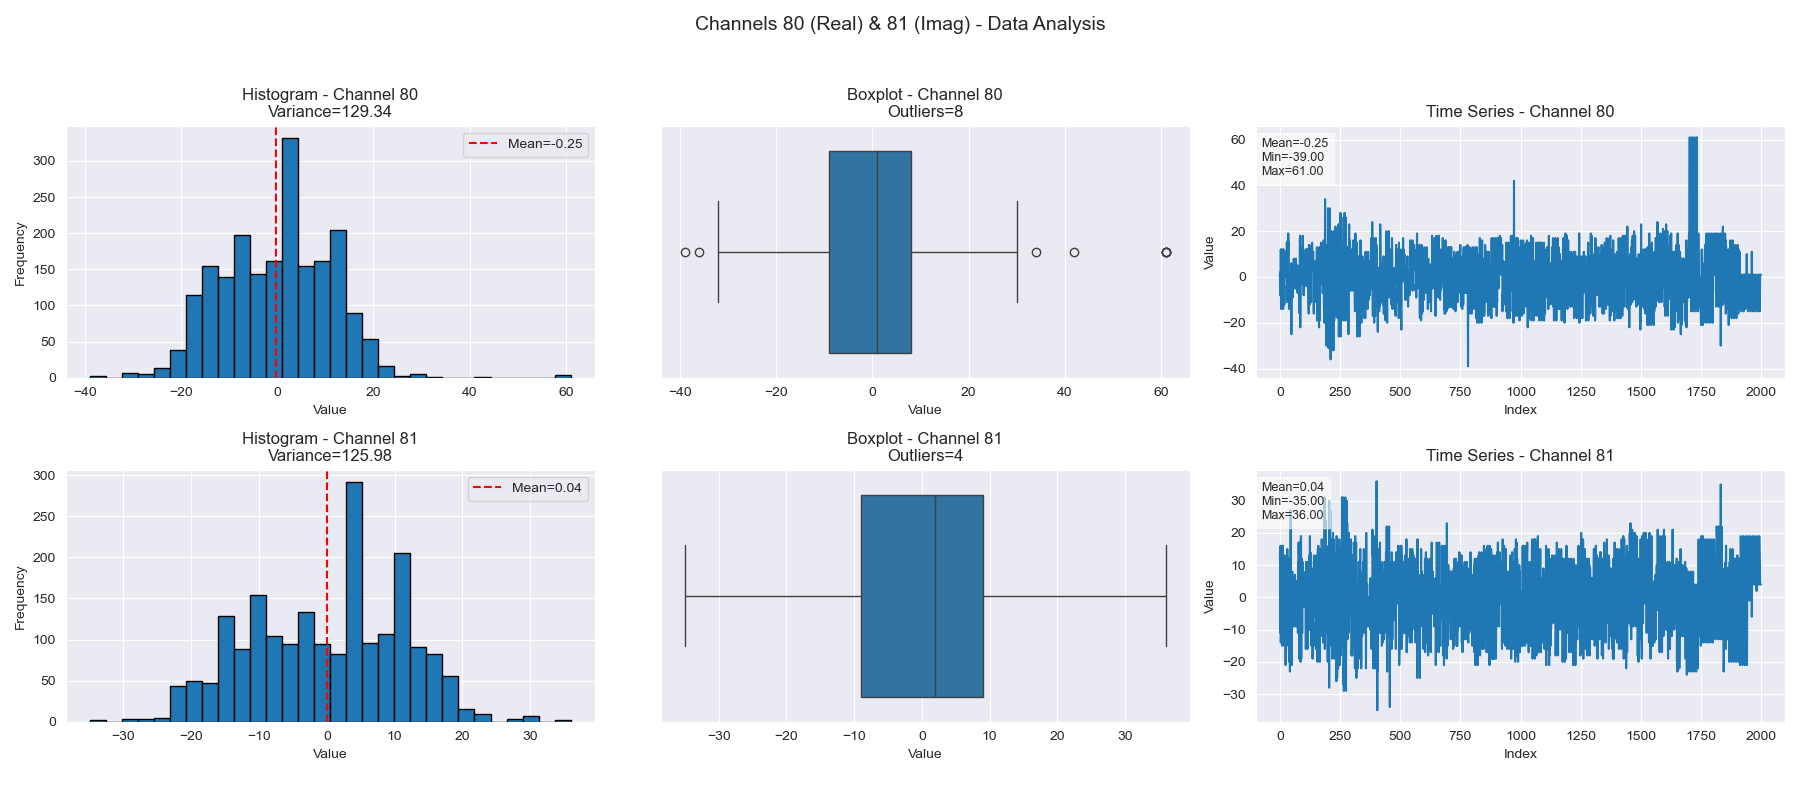 Channels 80 (Real) & 81 (Imag) - Data Analysis
Histogram - Channel 80
Variance=129.34
Mean=-0.25
Frequency
300
250
200
150
100
50
0
−40 −20 0 20 40 60
Value
Boxplot - Channel 80
Outliers=8
−40 −20 0 20 40 60
Value
Time Series - Channel 80
Mean=-0.25
Min=-39.00
Max=61.00
Value
60
40
20
0
−20
−40
0 250 500 750 1000 1250 1500 1750 2000
Index
Histogram - Channel 81
Variance=125.98
Mean=0.04
Frequency
300
250
200
150
100
50
0
−30 −20 −10 0 10 20 30
Value
Boxplot - Channel 81
Outliers=4
−30 −20 −10 0 10 20 30
Value
Time Series - Channel 81
Mean=0.04
Min=-35.00
Max=36.00
Value
30
20
10
0
−10
−20
−30
0 250 500 750 1000 1250 1500 1750 2000
Index